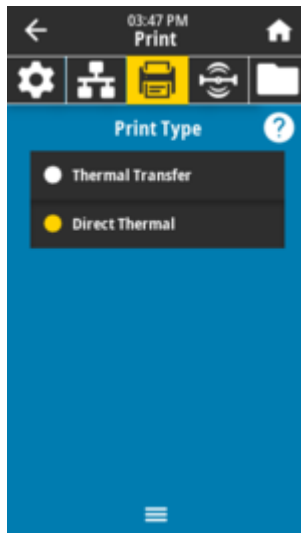 03:47 PM
Print
Print Type
?
Thermal Transfer
Direct Thermal